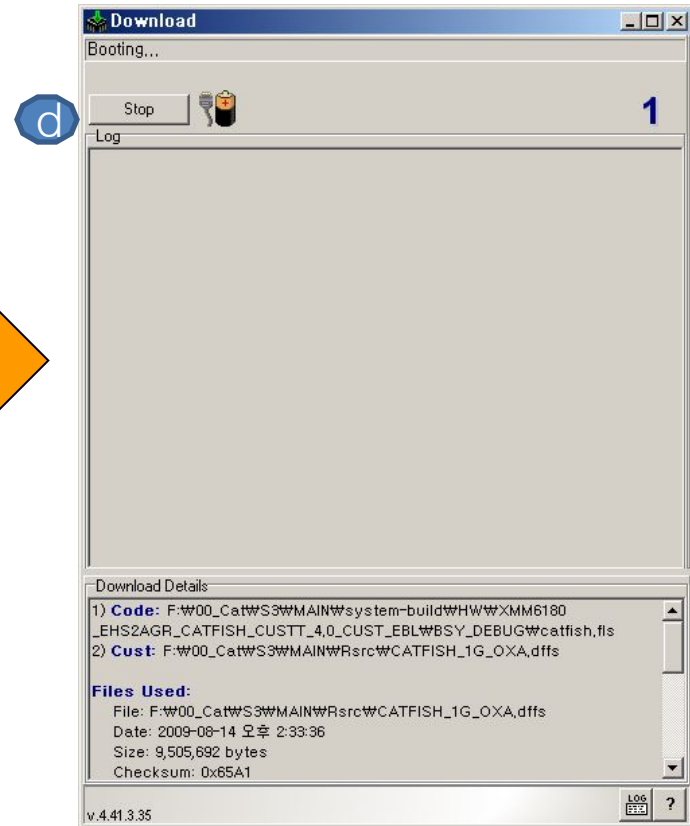 Download
Booting...
d
Stop
1
Log
Download Details
1) Code: F:₩00_Cat₩S3₩MAIN₩system-build₩HW₩XMM6180
_EHS2AGR_CATFISH_CUSTT_4,0_CUST_EBL₩BSY_DEBUG₩catfish,fls
2) Cust: F:₩00_Cat₩S3₩MAIN₩Rsrc₩CATFISH_1G_OXA,dffs
Files Used:
File: F:₩00_Cat₩S3₩MAIN₩Rsrc₩CATFISH_1G_OXA,dffs
Date: 2009-08-14 오후 2:33:36
Size: 9,505,692 bytes
Checksum: 0x65A1
v.4.41.3.35
LOG
?